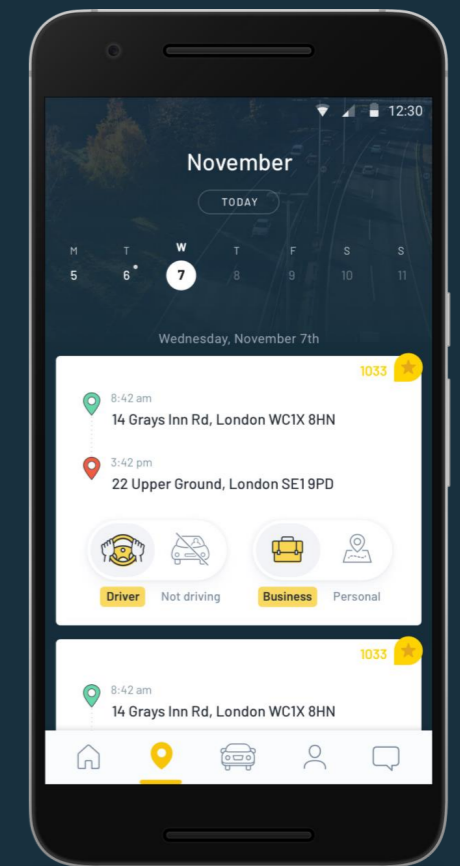 12:30
November
TODAY
M T W T F S S
5 6 7 8 9 10 11
Wednesday, November 7th
1033
8:42 am
14 Grays Inn Rd, London WC1X 8HN
3:42 pm
22 Upper Ground, London SE1 9PD
Driver Not driving Business Personal
1033
8:42 am
14 Grays Inn Rd, London WC1X 8HN